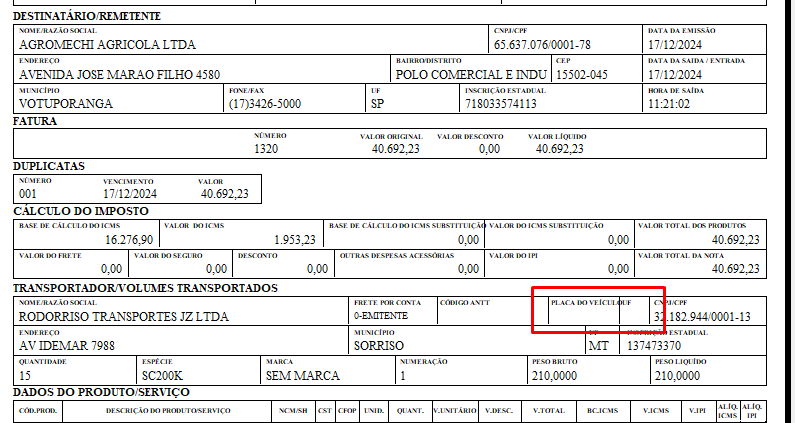 DESTINATÁRIO/REMETENTE
NOME/RAZÃO SOCIAL CNPJ/CPF DATA DA EMISSÃO
AGROMECHI AGRICOLA LTDA 65.637.076/0001-78 17/12/2024
ENDEREÇO BAIRRO/DISTRITO CEP DATA DA SAIDA / ENTRADA
AVENIDA JOSE MARAO FILHO 4580 POLO COMERCIAL E INDU 15502-045 17/12/2024
MUNICÍPIO FONE/FAX UF INSCRIÇÃO ESTADUAL HORA DE SAÍDA
VOTUPORANGA (17)3426-5000 SP 718033574113 11:21:02
FATURA
NÚMERO VALOR ORIGINAL VALOR DESCONTO VALOR LÍQUIDO
1320 40.692,23 0,00 40.692,23
DUPLICATAS
NÚMERO VENCIMENTO VALOR
001 17/12/2024 40.692,23
CÁLCULO DO IMPOSTO
BASE DE CÁLCULO DO ICMS VALOR DO ICMS BASE DE CÁLCULO DO ICMS SUBSTITUIÇÃO VALOR DO ICMS SUBSTITUIÇÃO VALOR TOTAL DOS PRODUTOS
16.276,90 1.953,23 0,00 0,00 40.692,23
VALOR DO FRETE VALOR DO SEGURO DESCONTO OUTRAS DESPESAS ACESSÓRIAS VALOR DO IPI VALOR TOTAL DA NOTA
0,00 0,00 0,00 0,00 0,00 40.692,23
TRANSPORTADOR/VOLUMES TRANSPORTADOS
NOME/RAZÃO SOCIAL FRETE POR CONTA CÓDIGO ANTT PLACA DO VEÍCULO UF CNPJ/CPF
RODORRISO TRANSPORTES JZ LTDA 0-EMITENTE 32.182.944/0001-13
ENDEREÇO MUNICÍPIO UF INSCRIÇÃO ESTADUAL
AV IDEMAR 7988 SORRISO MT 137473370
QUANTIDADE ESPÉCIE MARCA NUMERAÇÃO PESO BRUTO PESO LIQUÍDO
15 SC200K SEM MARCA 1 210,0000 210,0000
DADOS DO PRODUTO/SERVIÇO
CÓD.PROD. DESCRIÇÃO DO PRODUTO/SERVIÇO NCM/SH CST CFOP UNID. QUANT. V.UNITÁRIO V.DESC. V.TOTAL BC.ICMS V.ICMS V.IPI ALÍQ. ICMS ALÍQ. IPI